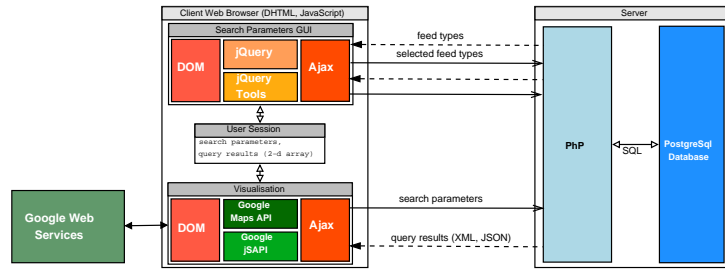 Client Web Browser (DHTML, JavaScript)
Server
Search Parameters GUI
DOM
jQuery
jQuery
Tools
Ajax
feed types
selected feed types
User Session
search parameters,
query results (2-d array)
PhP
SQL
PostgreSql
Database
Visualisation
Google Web
Services
DOM
Google
Maps API
Google
jSAPI
Ajax
search parameters
query results (XML, JSON)